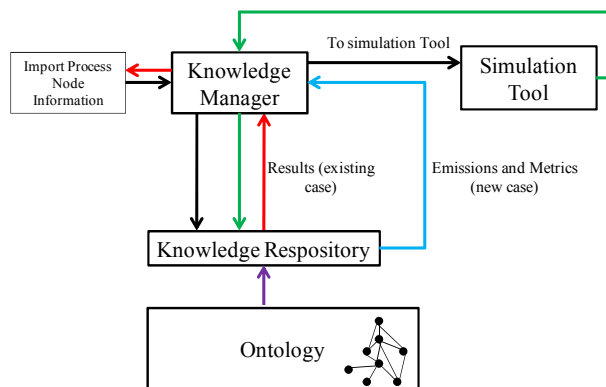 Import Process
Node
Information
Knowledge
Manager
To simulation Tool
Simulation
Tool
Results (existing
case)
Emissions and Metrics
(new case)
Knowledge Respository
Ontology